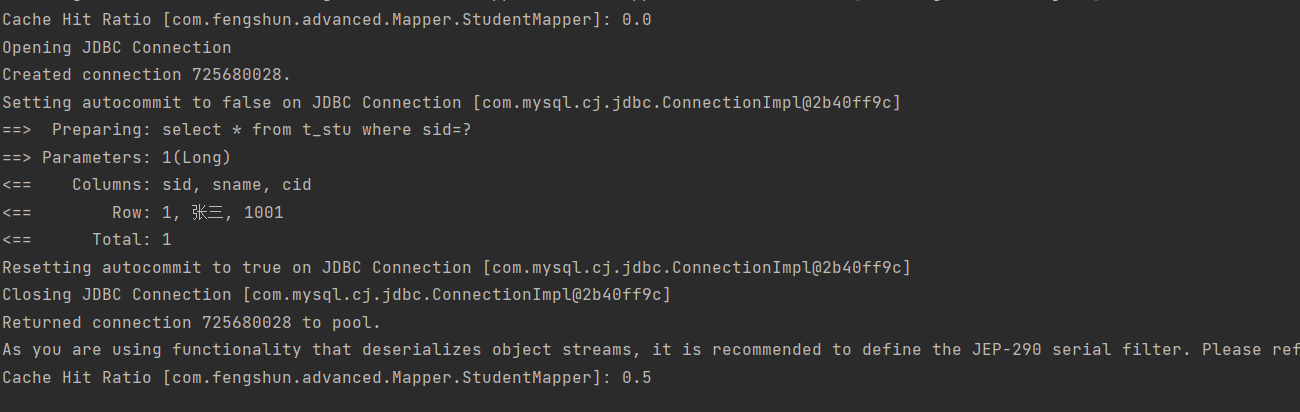 Cache Hit Ratio [com.fengshun.advanced.Mapper.StudentMapper]: 0.0
Opening JDBC Connection
Created connection 725680028.
Setting autocommit to false on JDBC Connection [com.mysql.cj.jdbc.ConnectionImpl@2b40ff9c]
==>  Preparing: select * from t_stu where sid=?
==> Parameters: 1(Long)
<==    Columns: sid, sname, cid
<==        Row: 1, 张三, 1001
<==      Total: 1
Resetting autocommit to true on JDBC Connection [com.mysql.cj.jdbc.ConnectionImpl@2b40ff9c]
Closing JDBC Connection [com.mysql.cj.jdbc.ConnectionImpl@2b40ff9c]
Returned connection 725680028 to pool.
As you are using functionality that deserializes object streams, it is recommended to define the JEP-290 serial filter. Please ref
Cache Hit Ratio [com.fengshun.advanced.Mapper.StudentMapper]: 0.5